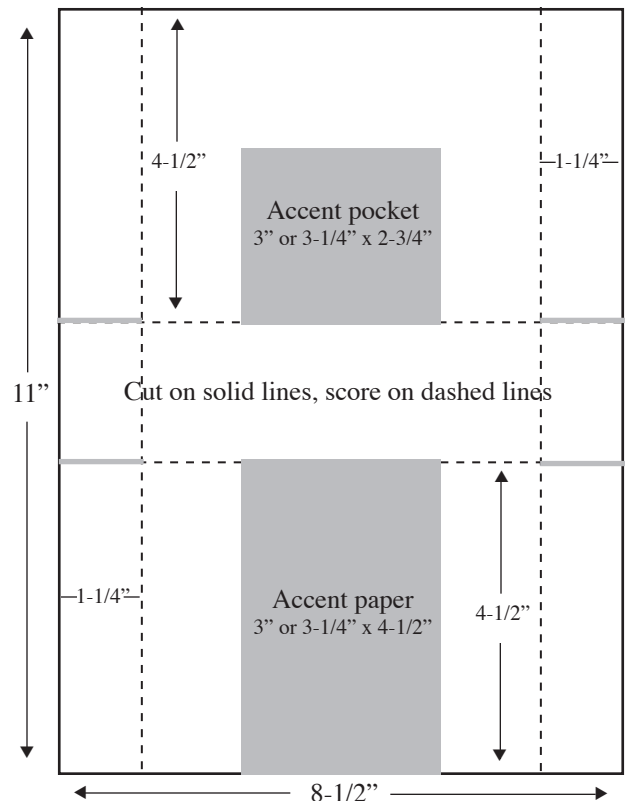 4-1/2”
1-1/4”
Accent pocket
3” or 3-1/4” x 2-3/4”
11”
Cut on solid lines, score on dashed lines
1-1/4”
Accent paper
3” or 3-1/4” x 4-1/2”
4-1/2”
8-1/2”